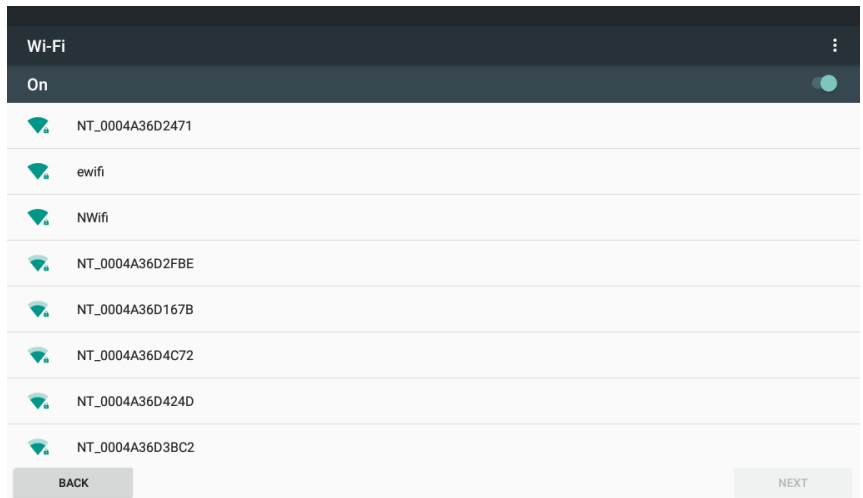 Wi-Fi
On
NT_0004A36D2471
ewifi
NWifi
NT_0004A36D2FBE
NT_0004A36D167B
NT_0004A36D4C72
NT_0004A36D424D
NT_0004A36D3BC2
BACK NEXT